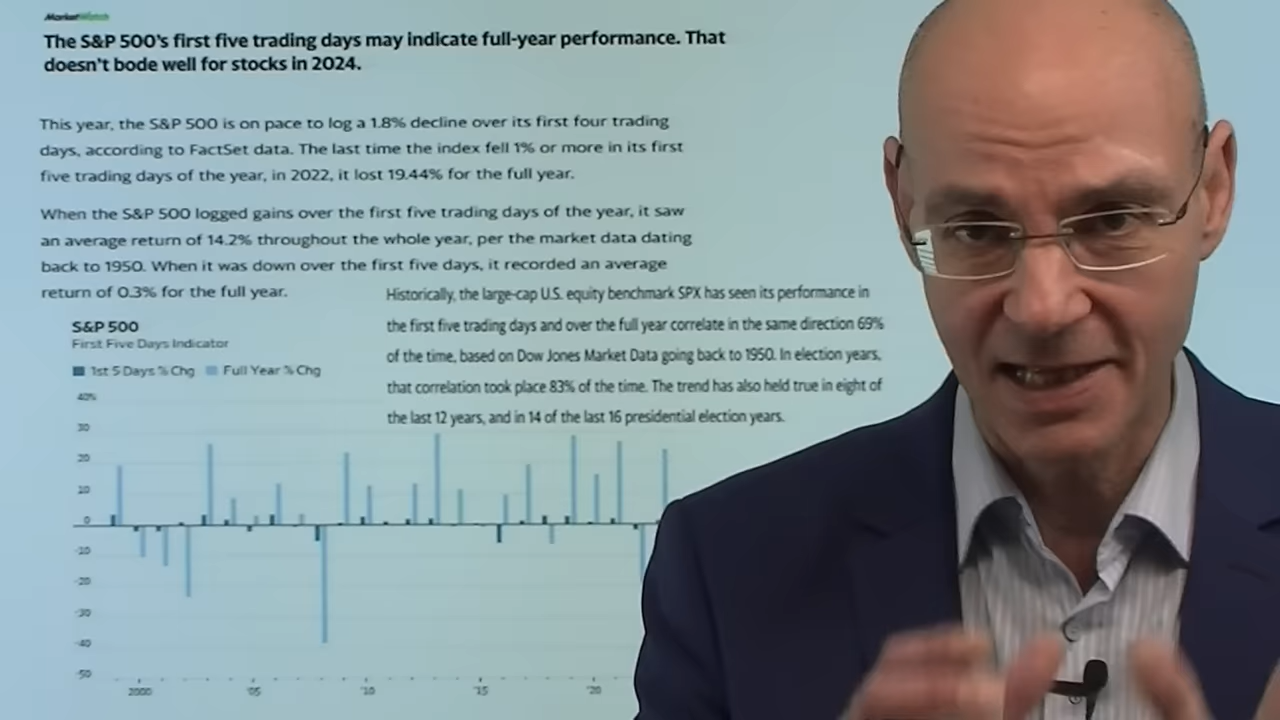 MarketWatch
The S&P 500's first five trading days may indicate full-year performance. That
doesn't bode well for stocks in 2024.
This year, the S&P 500 is on pace to log a 1.8% decline over its first four trading
days, according to FactSet data. The last time the index fell 1% or more in its first
five trading days of the year, in 2022, it lost 19.44% for the full year.
When the S&P 500 logged gains over the first five trading days of the year, it saw
an average return of 14.2% throughout the whole year, per the market data dating
back to 1950. When it was down over the first five days, it recorded an average
return of 0.3% for the full year.
Historically, the large-cap U.S. equity benchmark SPX has seen its performance in
the first five trading days and over the full year correlate in the same direction 69%
of the time, based on Dow Jones Market Data going back to 1950. In election years,
that correlation took place 83% of the time. The trend has also held true in eight of
the last 12 years, and in 14 of the last 16 presidential election years.
S&P 500
First Five Days Indicator
1st 5 Days % Chg Full Year % Chg
40%
30
20
10
0
-10
-20
-30
-40
-50
2000 '05 '10 '15 '20